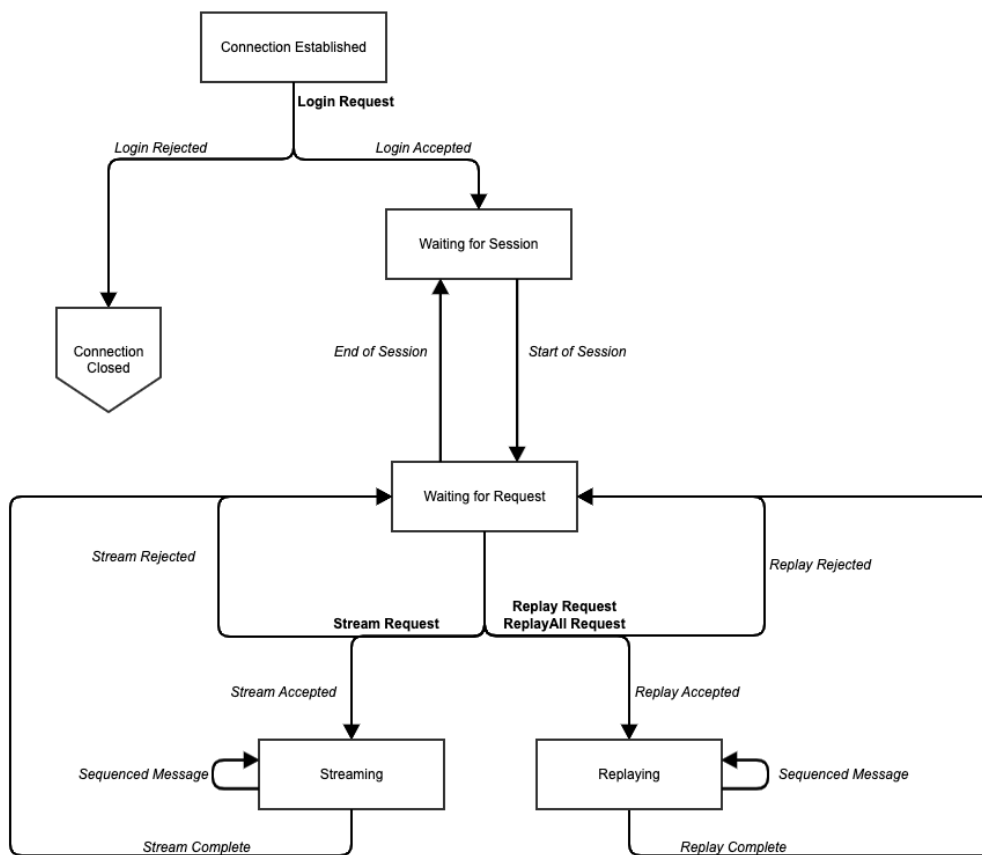 Connection Established
Login Request
Login Rejected
Login Accepted
Waiting for Session
Connection
Closed
End of Session
Start of Session
Waiting for Request
Stream Rejected
Replay Rejected
Stream Request
Replay Request
ReplayAll Request
Stream Accepted
Replay Accepted
Sequenced Message
Streaming
Replaying
Sequenced Message
Stream Complete
Replay Complete